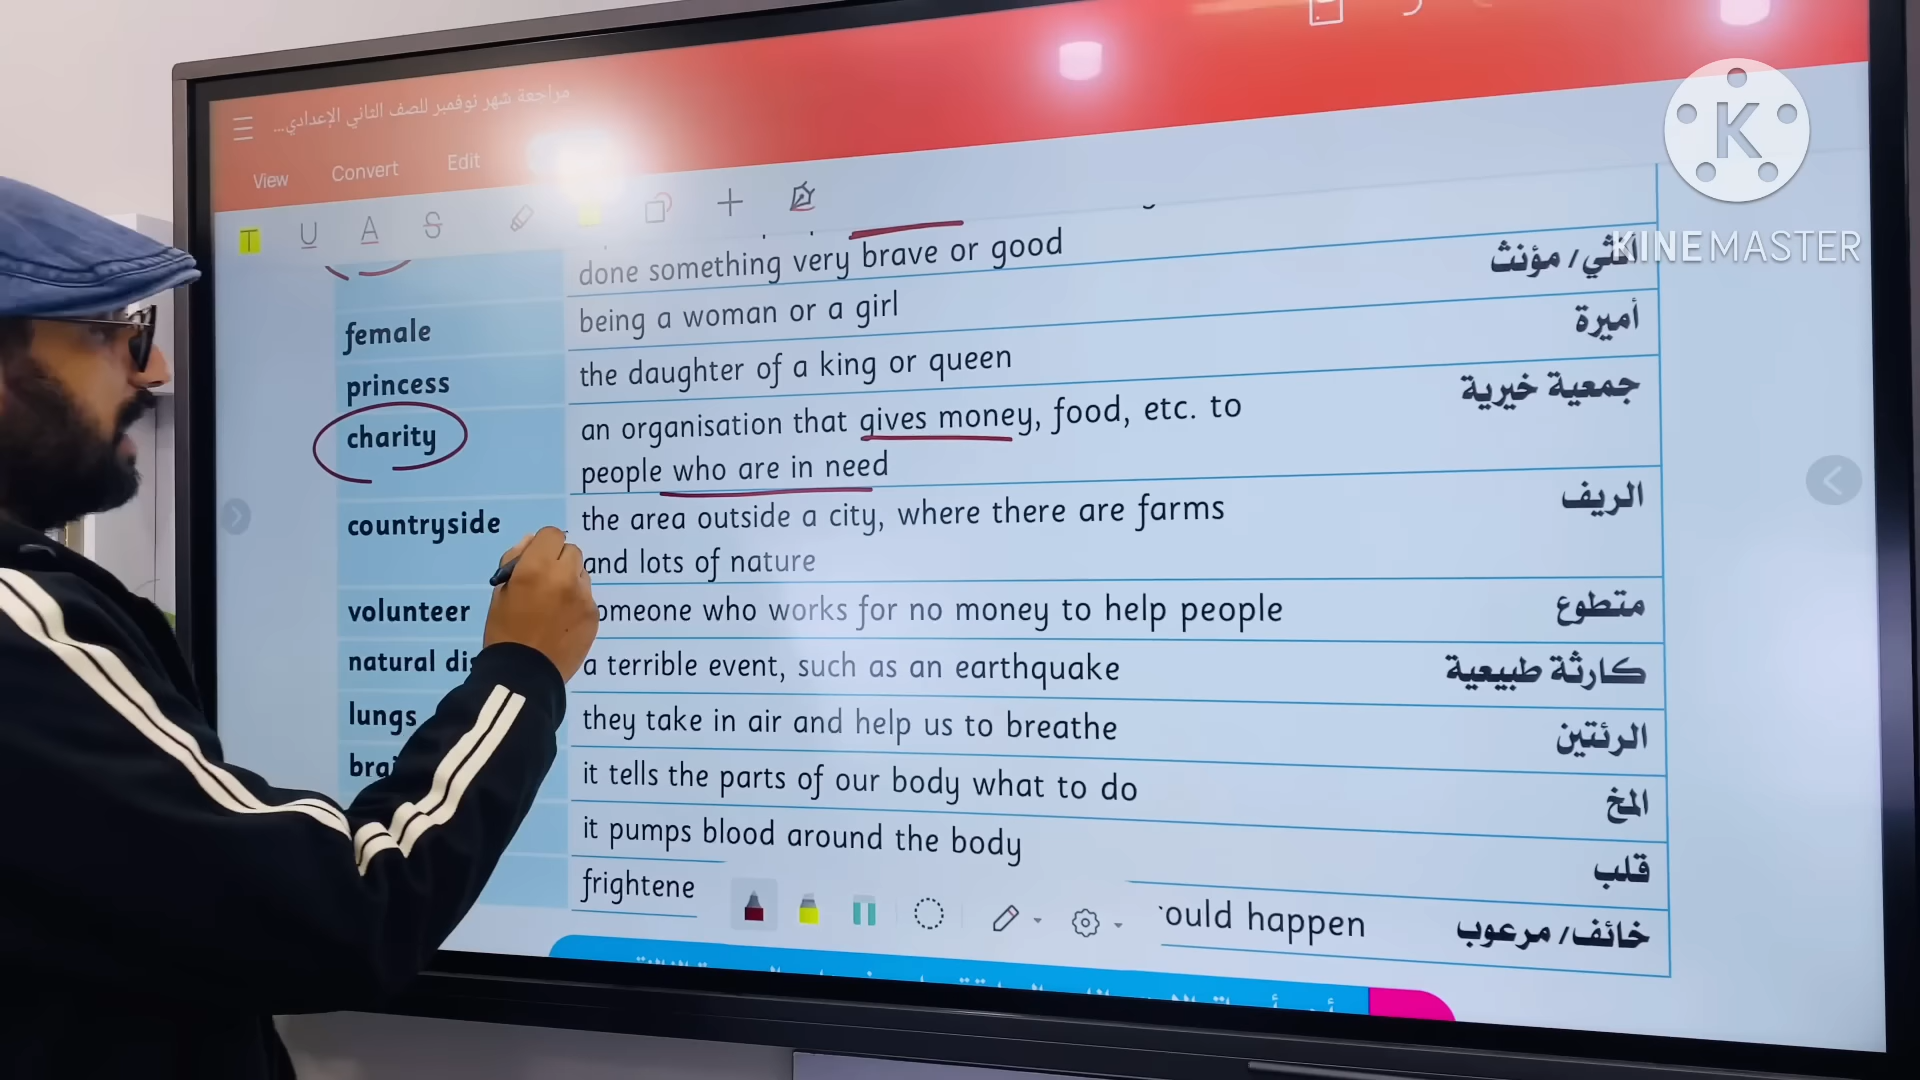 مراجعة شهر نوفمبر للصف الثاني الإعدادي...
View Convert Edit
T U A S
K
KINEMASTER
done something very brave or good
female being a woman or a girl أنثي/ مؤنث
princess the daughter of a king or queen أميرة
charity an organisation that gives money, food, etc. to جمعية خيرية
people who are in need
countryside the area outside a city, where there are farms الريف
and lots of nature
volunteer omeone who works for no money to help people متطوع
natural dis a terrible event, such as an earthquake كارثة طبيعية
lungs they take in air and help us to breathe الرئتين
brai it tells the parts of our body what to do المخ
it pumps blood around the body قلب
frightene ould happen خائف/ مرعوب